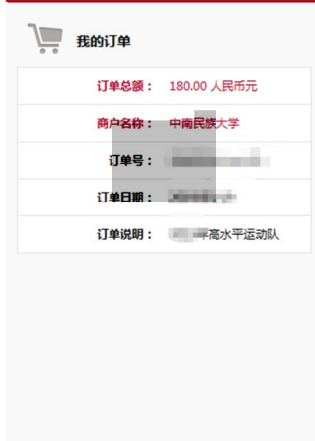 我的订单
订单总额： 180.00 人民币元
商户名称： 中南民族大学
订单号：
订单日期：
订单说明： 高水平运动队